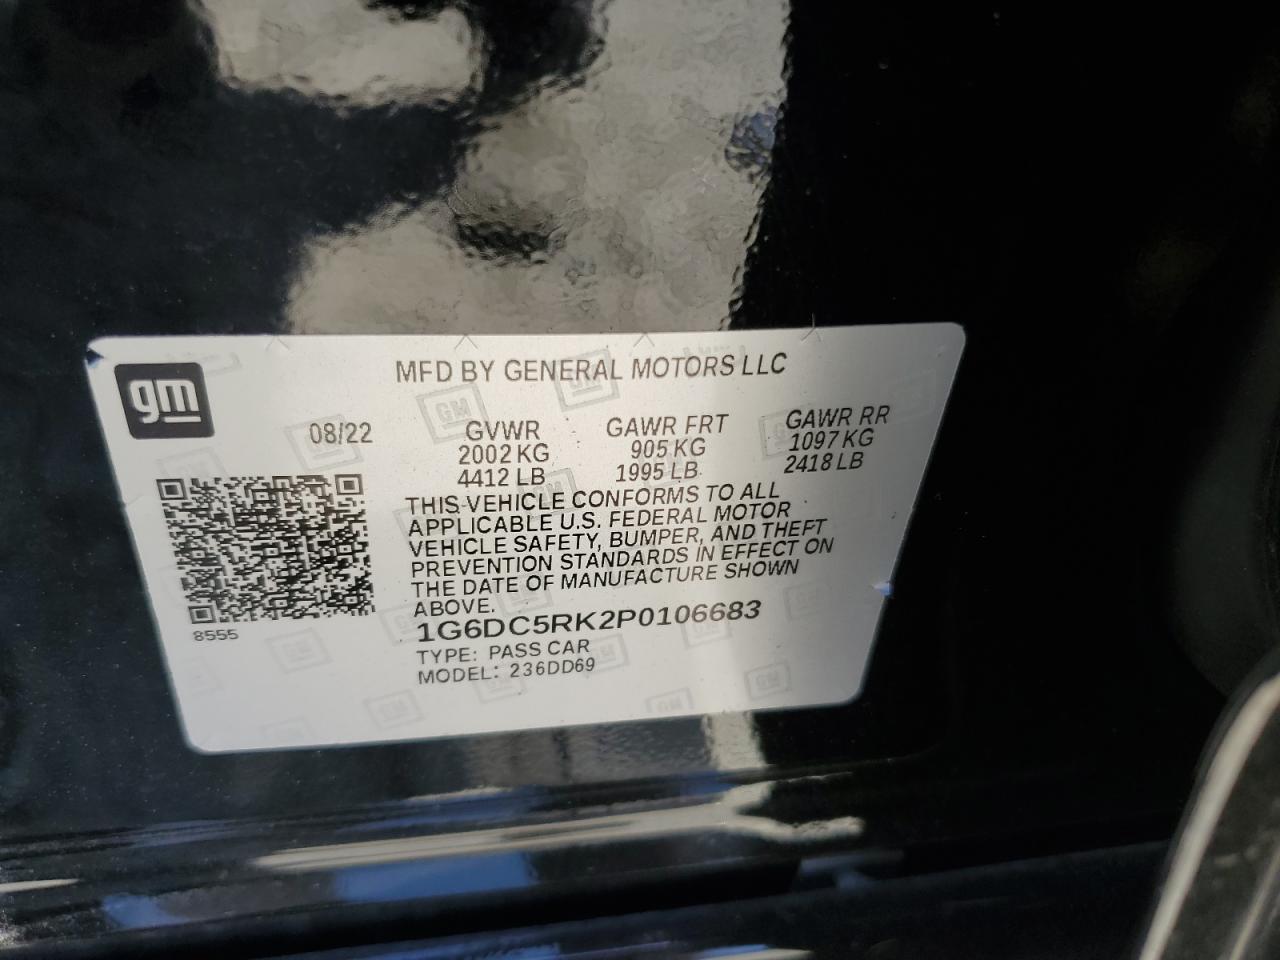 gm
MFD BY GENERAL MOTORS LLC
08/22
GVWR
2002 KG
4412 LB
GAWR FRT
905 KG
1995 LB
GAWR RR
1097 KG
2418 LB
THIS VEHICLE CONFORMS TO ALL
APPLICABLE U.S. FEDERAL MOTOR
VEHICLE SAFETY, BUMPER, AND THEFT
PREVENTION STANDARDS IN EFFECT ON
THE DATE OF MANUFACTURE SHOWN
ABOVE.
1G6DC5RK2P0106683
TYPE: PASS CAR
MODEL: 236DD69
8555